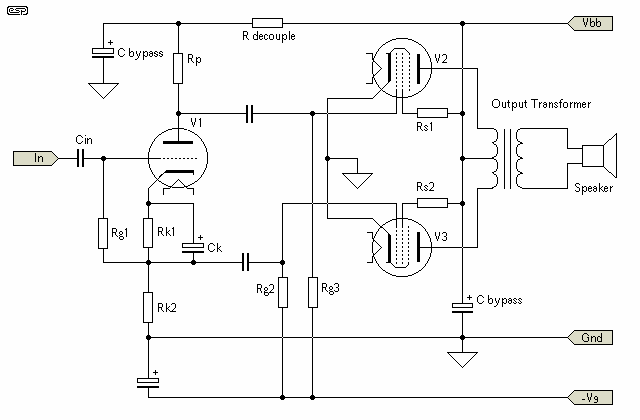 esp
Vbb
R decouple
+
C bypass
Rp
V2
Output Transformer
V1
Cin
Rs1
In
Rs2
Speaker
Rg1
Rk1
+
Ck
V3
Rg2
Rg3
Rk2
+
C bypass
Gnd
+
-Vg